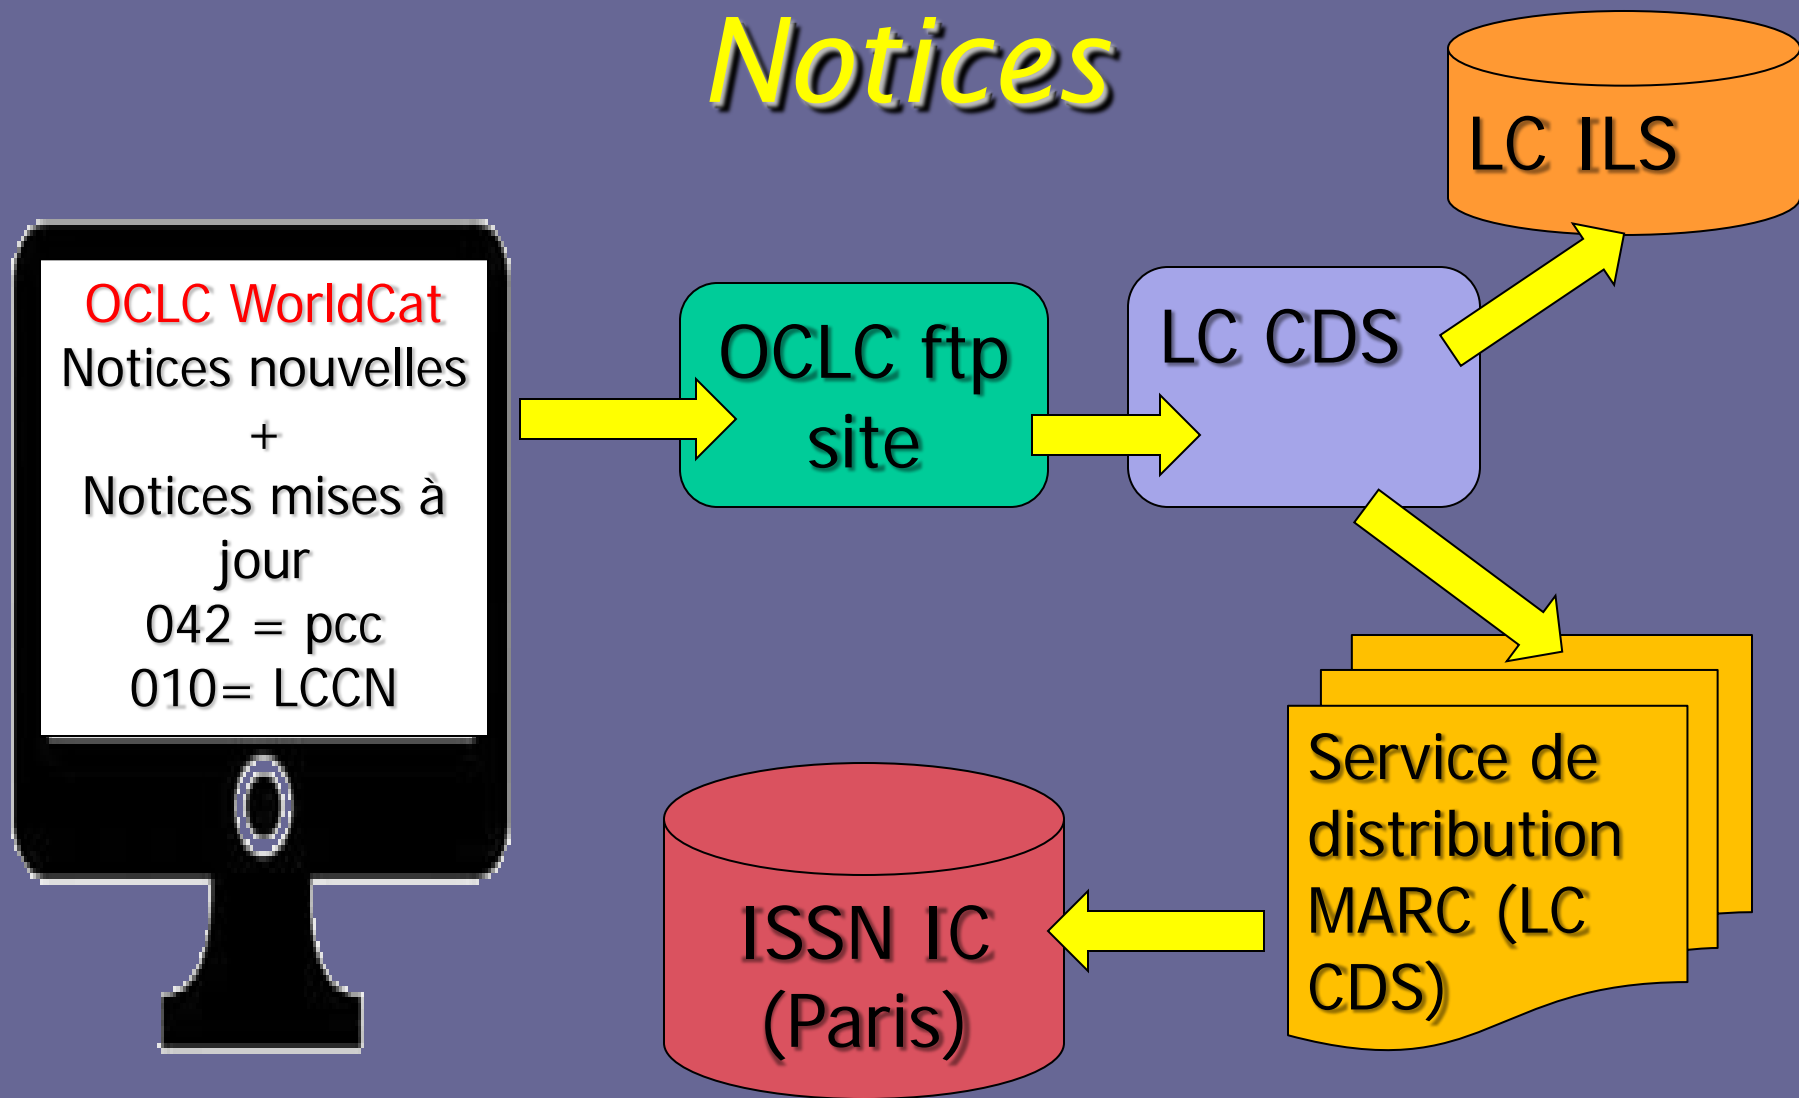 Notices
LC ILS
OCLC WorldCat
Notices nouvelles
+
Notices mises à
jour
042 = pcc
010= LCCN
OCLC ftp
site
LC CDS
Service de
distribution
MARC (LC
CDS)
ISSN IC
(Paris)